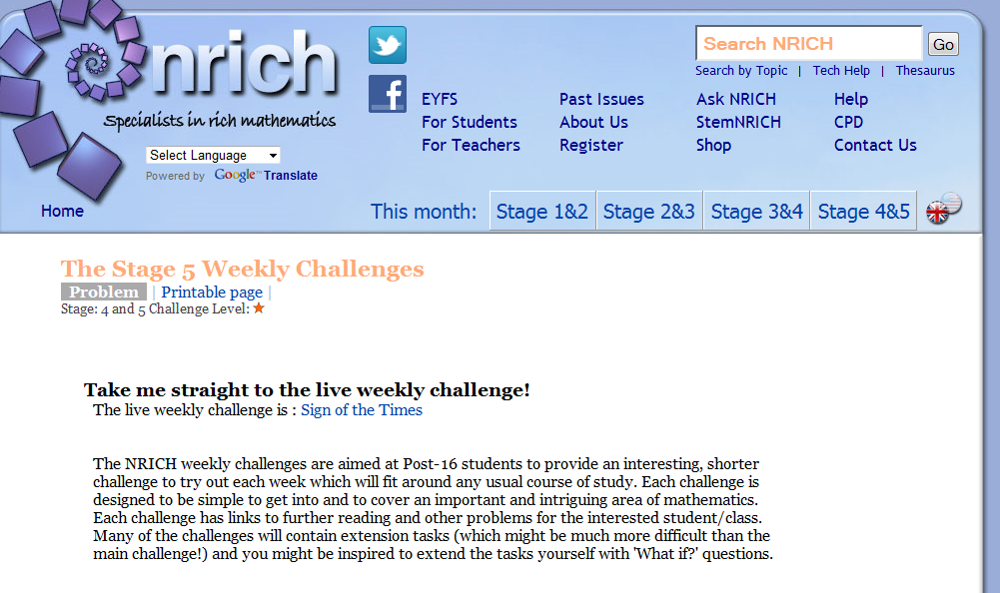 nrich
Specialists in rich mathematics
Select Language
Powered by Google™ Translate
Home
f
Search NRICH
Go
Search by Topic | Tech Help | Thesaurus
EYFS Past Issues Ask NRICH Help
For Students About Us StemNRICH CPD
For Teachers Register Shop Contact Us
This month: Stage 1&2 Stage 2&3 Stage 3&4 Stage 4&5
The Stage 5 Weekly Challenges
Problem | Printable page |
Stage: 4 and 5 Challenge Level:
Take me straight to the live weekly challenge!
The live weekly challenge is : Sign of the Times
The NRICH weekly challenges are aimed at Post-16 students to provide an interesting, shorter
challenge to try out each week which will fit around any usual course of study. Each challenge is
designed to be simple to get into and to cover an important and intriguing area of mathematics.
Each challenge has links to further reading and other problems for the interested student/class.
Many of the challenges will contain extension tasks (which might be much more difficult than the
main challenge!) and you might be inspired to extend the tasks yourself with 'What if?' questions.